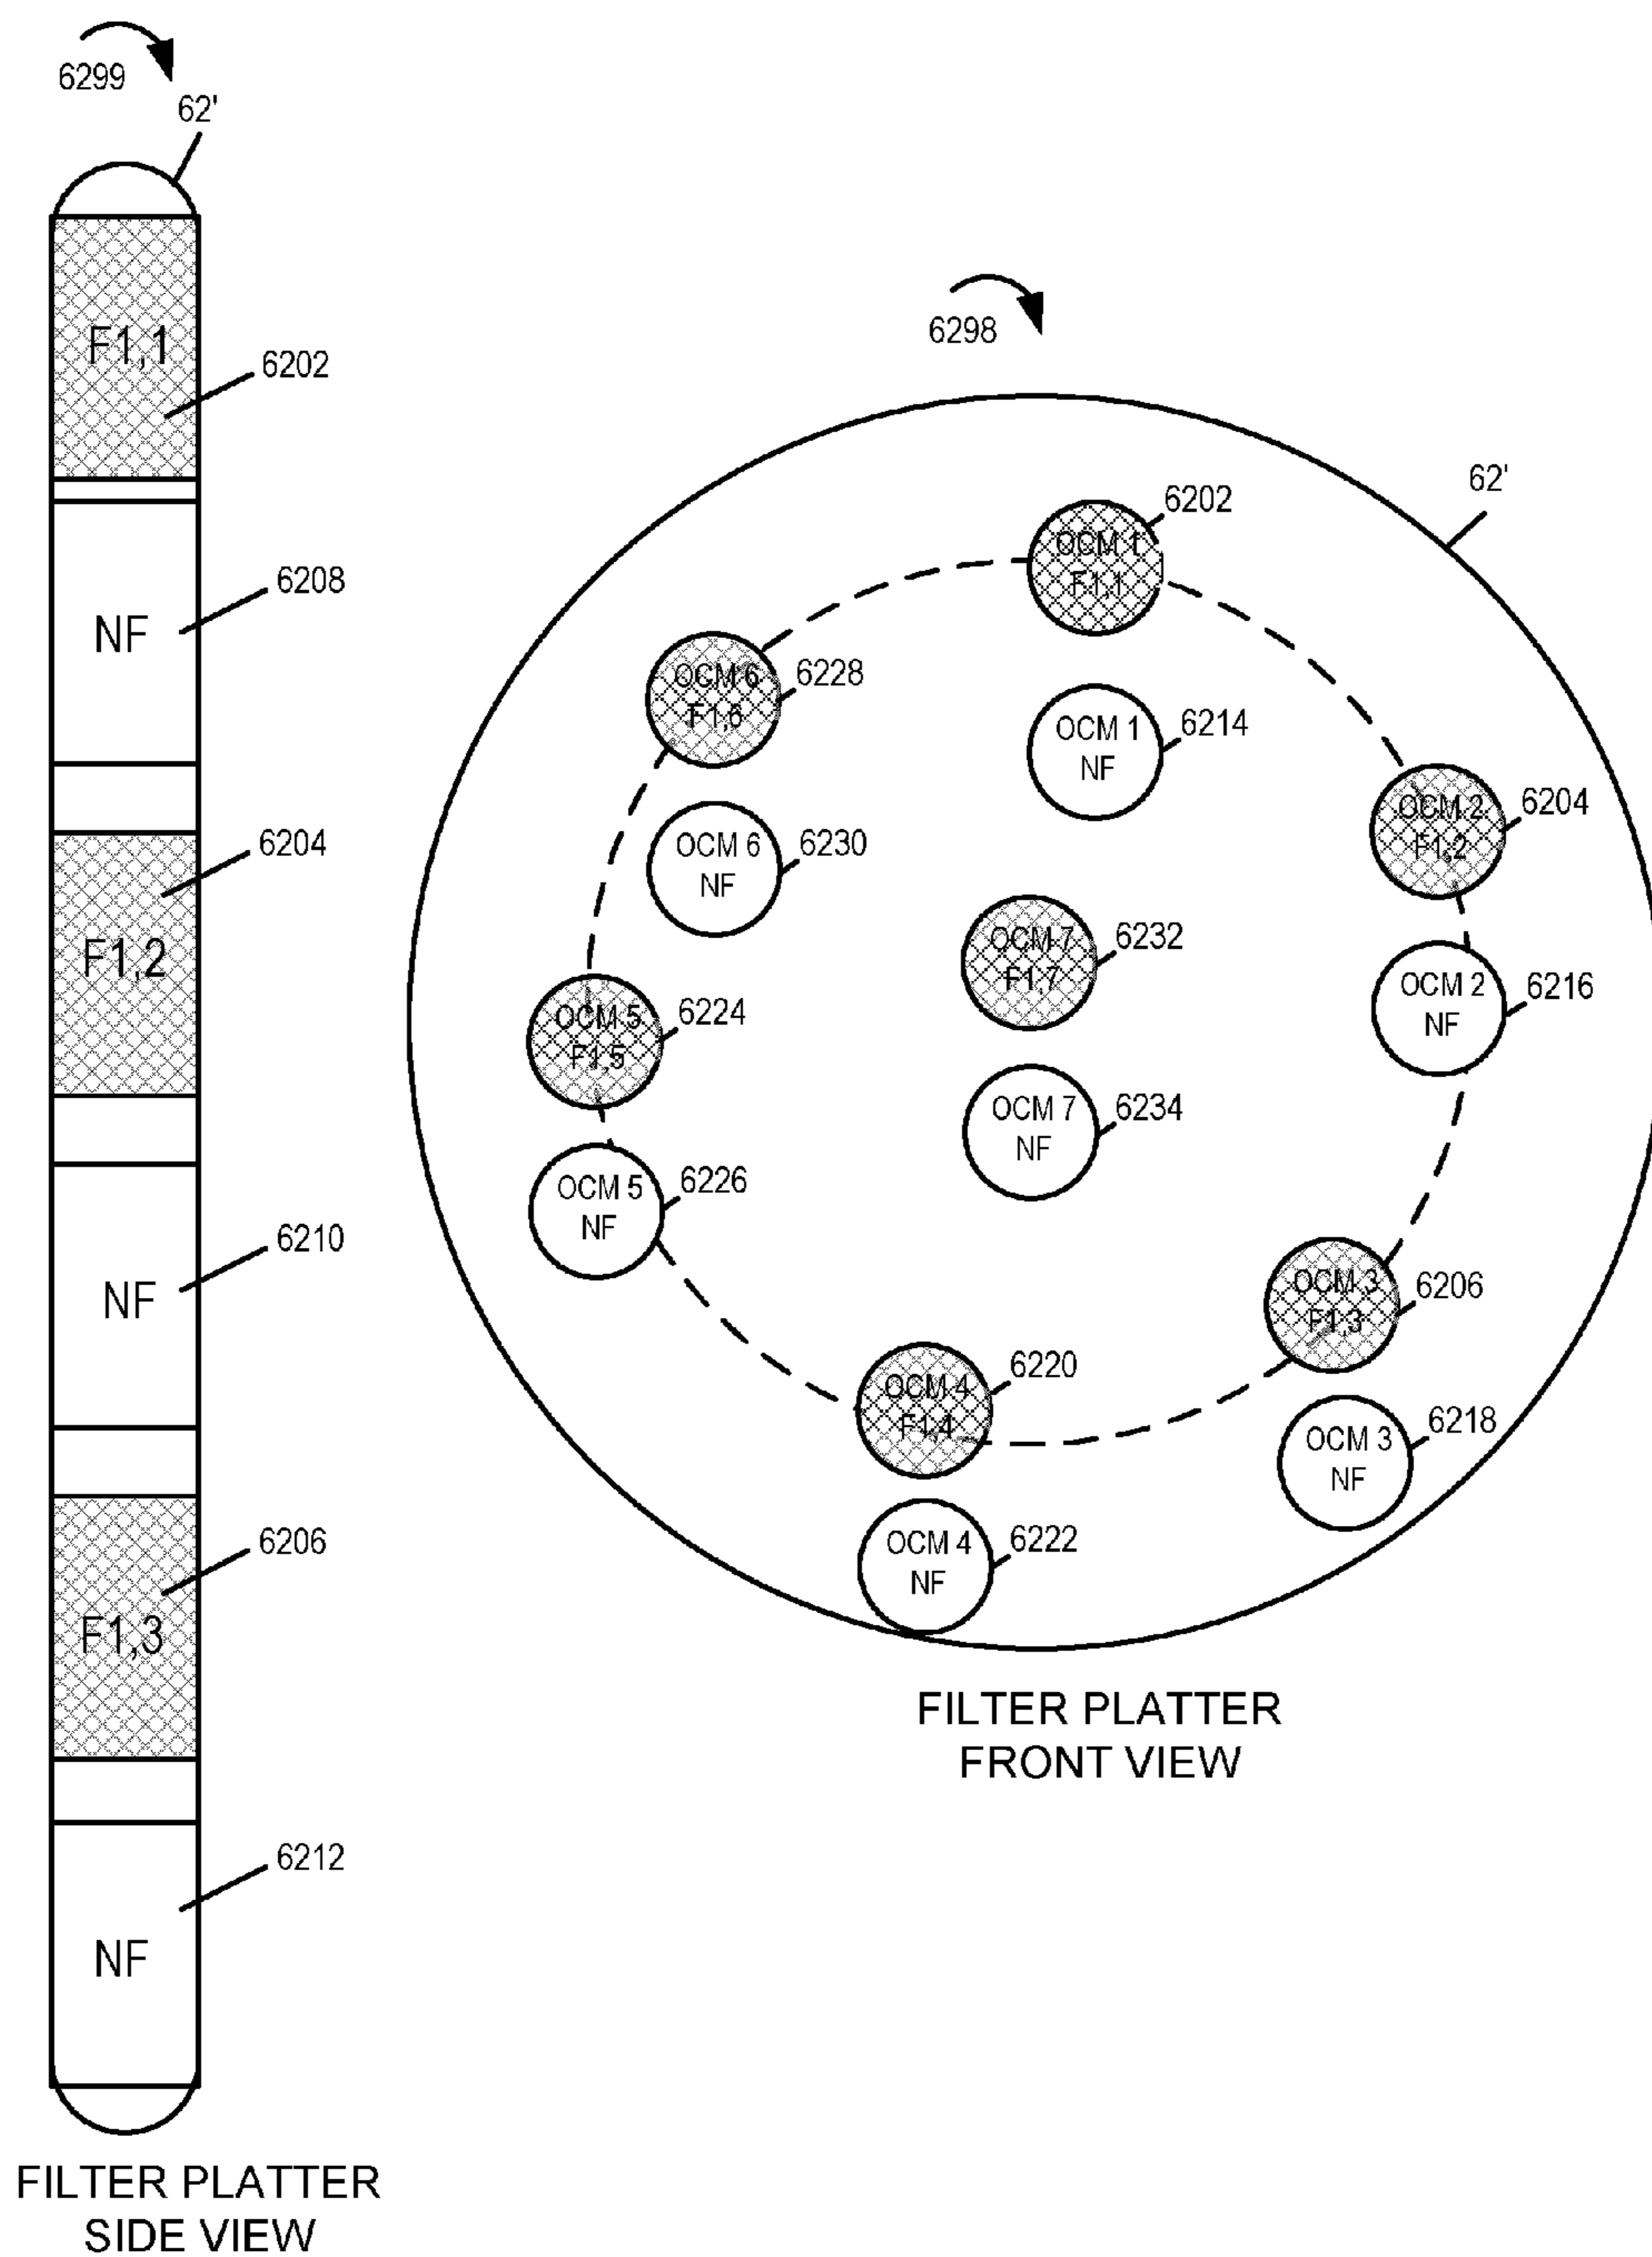 6299
62'
F1,1
6202
NF
6208
6204
F1,2
6210
NF
6206
F1,3
6212
NF
FILTER PLATTER
SIDE VIEW
6298
62'
6202
OCM 1
F1,1
OCM 6
F1,6
6228
OCM 1
NF
6214
OCM 2
F1,2
6204
OCM 6
NF
6230
OCM 7
F1,7
6232
OCM 2
NF
6216
OCM 5
F1,5
6224
OCM 7
NF
6234
OCM 5
NF
6226
OCM 3
F1,3
6206
OCM 4
F1,4
6220
OCM 3
NF
6218
OCM 4
NF
6222
FILTER PLATTER
FRONT VIEW